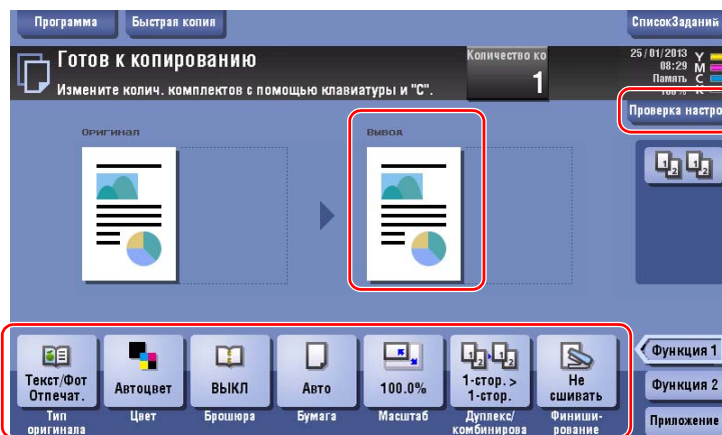 Программа
Быстрая копия
СписокЗаданий
Готов к копированию
Измените колич. комплектов с помощью клавиатуры и "C".
Количество ко
1
25/01/2013
08:29
Память
100%
Y
M
C
K
Проверка настро
Оригинал
Вывод
Текст/Фот
Отпечат.
Тип
оригинала
Автоцвет
Цвет
ВЫКЛ
Брошюра
Авто
Бумага
100.0%
Масштаб
1-стор. >
1-стор.
Дуплекс/
комбинирова
Не
сшивать
Финиши-
рование
Функция 1
Функция 2
Приложение